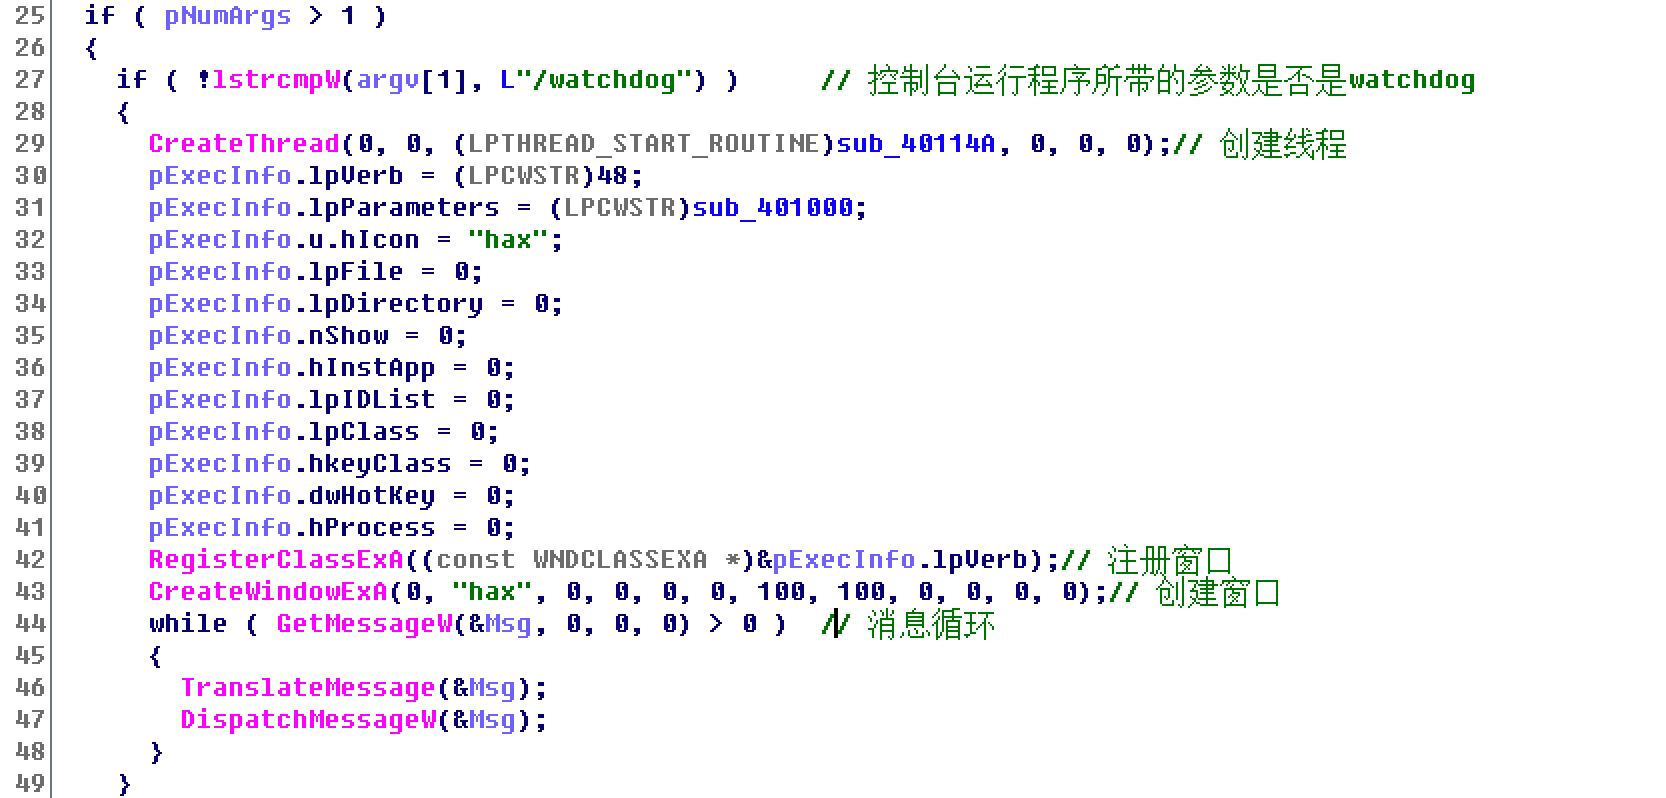 25 if ( pNumArgs > 1 )
26 {
27 if ( !lstrcmpW(argv[1], L"/watchdog") ) // 控制台运行程序所带的参数是否是watchdog
28 {
29 CreateThread(0, 0, (LPTHREAD_START_ROUTINE)sub_40114A, 0, 0, 0);// 创建线程
30 pExecInfo.lpVerb = (LPCWSTR)48;
31 pExecInfo.lpParameters = (LPCWSTR)sub_401000;
32 pExecInfo.u.hIcon = "hax";
33 pExecInfo.lpFile = 0;
34 pExecInfo.lpDirectory = 0;
35 pExecInfo.nShow = 0;
36 pExecInfo.hInstApp = 0;
37 pExecInfo.lpIDList = 0;
38 pExecInfo.lpClass = 0;
39 pExecInfo.hkeyClass = 0;
40 pExecInfo.dwHotKey = 0;
41 pExecInfo.hProcess = 0;
42 RegisterClassExA((const WNDCLASSEXA *)&pExecInfo.lpVerb);// 注册窗口
43 CreateWindowExA(0, "hax", 0, 0, 0, 0, 100, 100, 0, 0, 0, 0);// 创建窗口
44 while ( GetMessageW(&Msg, 0, 0, 0) > 0 ) // 消息循环
45 {
46 TranslateMessage(&Msg);
47 DispatchMessageW(&Msg);
48 }
49 }